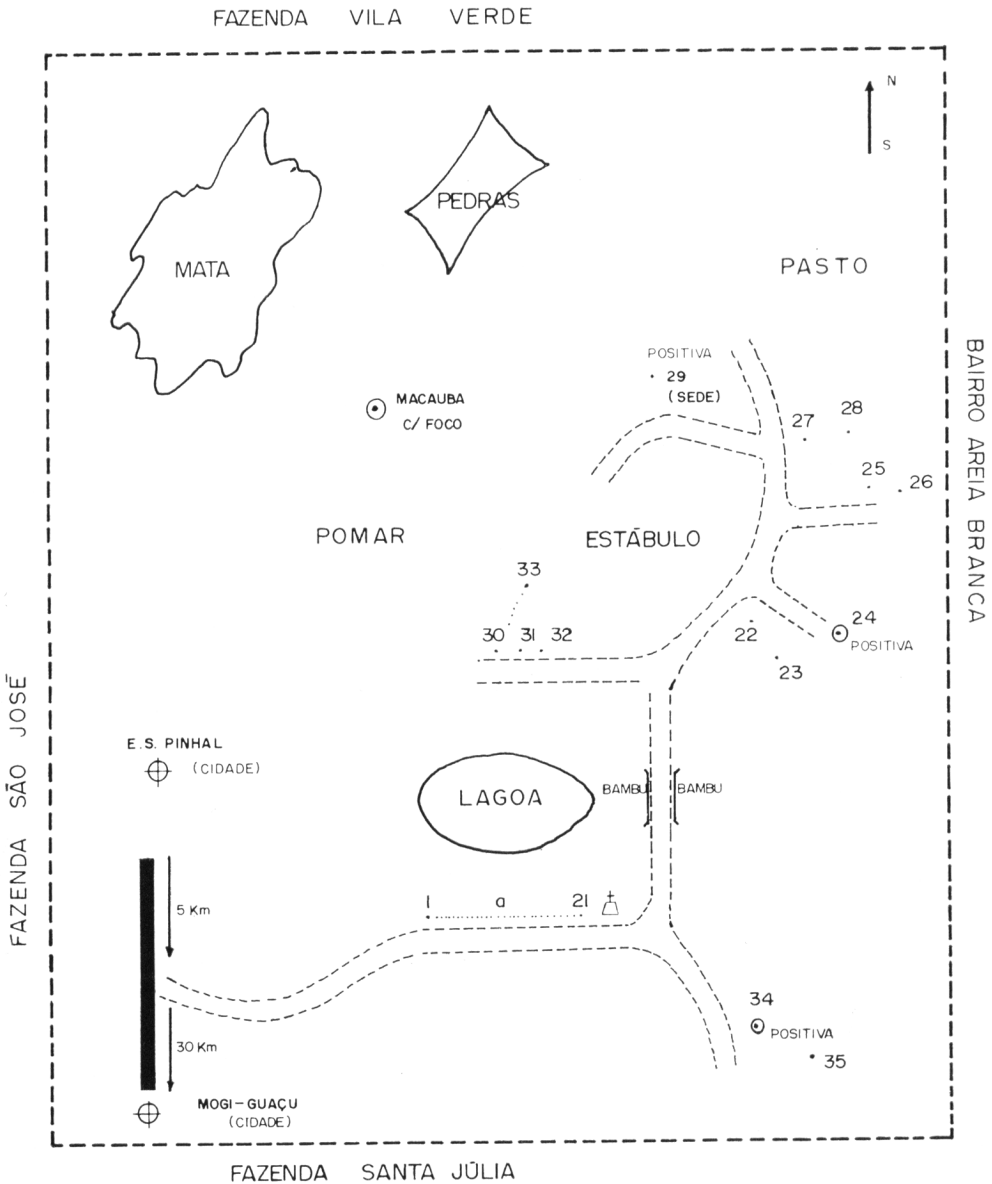 FAZENDA VILA VERDE
N
S
PEDRAS
MATA
PASTO
POSITIVA
29
(SEDE)
MACAUBA
C/ FOCO
27
28
25
26
BAIRRO AREIA BRANCA
POMAR
ESTÁBULO
33
30
31
32
24
22
POSITIVA
23
FAZENDA SÃO JOSÉ
E.S. PINHAL
(CIDADE)
LAGOA
BAMBU
BAMBU
1 a 21
5 Km
34
POSITIVA
35
30 Km
MOGI-GUAÇU
(CIDADE)
FAZENDA SANTA JÚLIA